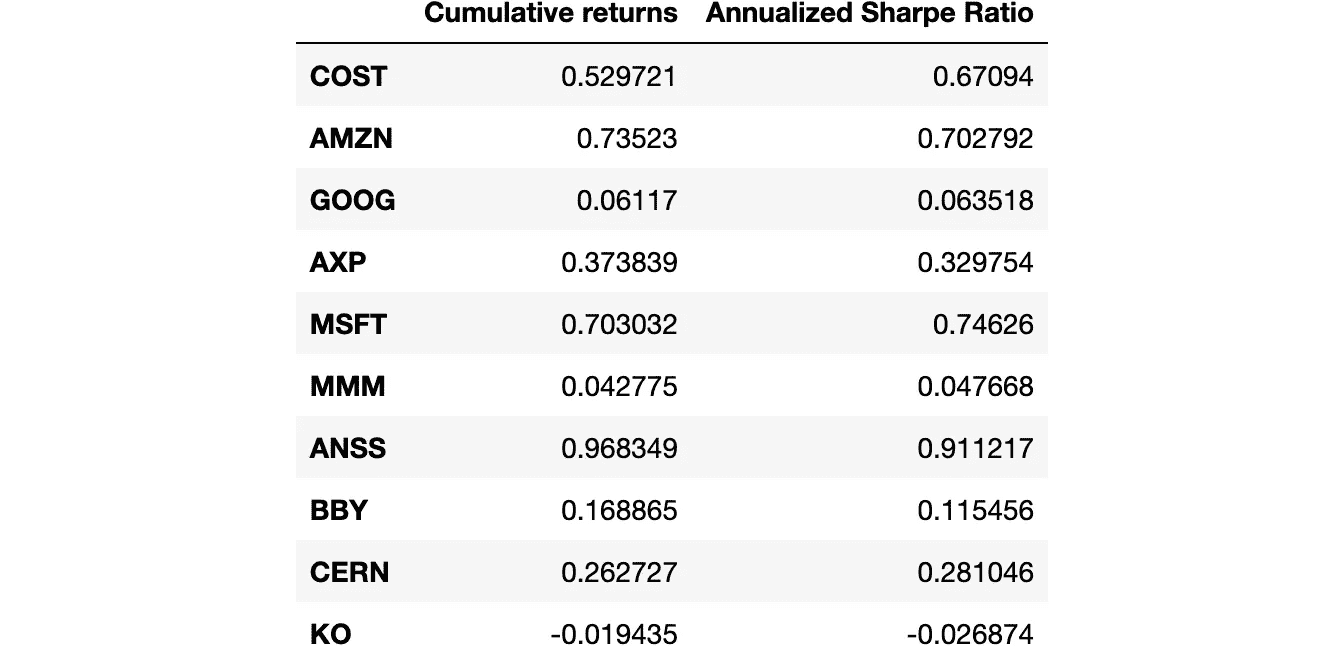 Cumulative returns Annualized Sharpe Ratio
COST 0.529721 0.67094
AMZN 0.73523 0.702792
GOOG 0.06117 0.063518
AXP 0.373839 0.329754
MSFT 0.703032 0.74626
MMM 0.042775 0.047668
ANSS 0.968349 0.911217
BBY 0.168865 0.115456
CERN 0.262727 0.281046
KO -0.019435 -0.026874